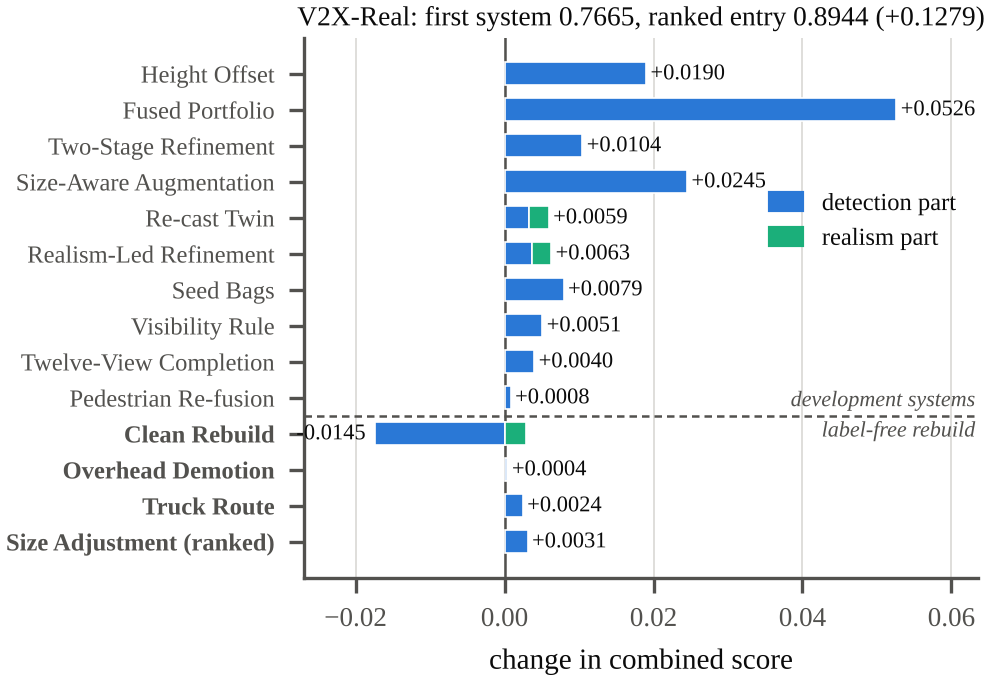 V2X-Real: first system 0.7665, ranked entry 0.8944 (+0.1279)
Height Offset +0.0190
Fused Portfolio +0.0526
Two-Stage Refinement +0.0104
Size-Aware Augmentation +0.0245
detection part
Re-cast Twin +0.0059
realism part
Realism-Led Refinement +0.0063
Seed Bags +0.0079
Visibility Rule +0.0051
Twelve-View Completion +0.0040
Pedestrian Re-fusion +0.0008
development systems
label-free rebuild
Clean Rebuild -0.0145
Overhead Demotion +0.0004
Truck Route +0.0024
Size Adjustment (ranked) +0.0031
−0.02 0.00 0.02 0.04 0.06
change in combined score